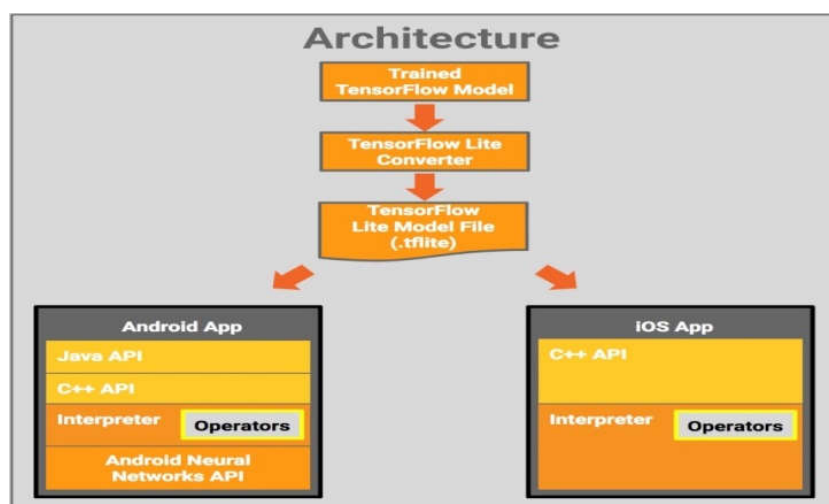 Architecture
Trained
TensorFlow Model
TensorFlow Lite
Converter
TensorFlow
Lite Model File
(.tflite)
Android App
Java API
C++ API
Interpreter
Operators
Android Neural
Networks API
iOS App
C++ API
Interpreter
Operators